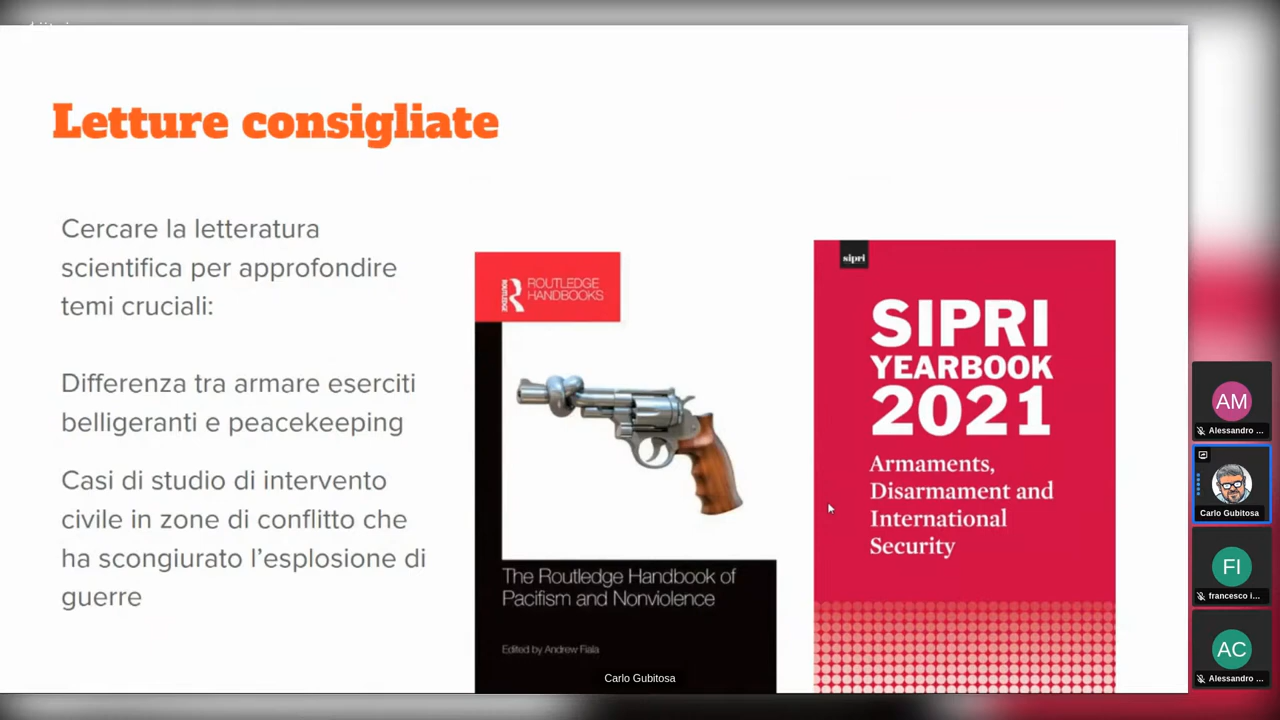 Letture consigliate
Cercare la letteratura
scientifica per approfondire
temi cruciali:
Differenza tra armare eserciti
belligeranti e peacekeeping
Casi di studio di intervento
civile in zone di conflitto che
ha scongiurato l'esplosione di
guerre
ROUTLEDGE
ROUTLEDGE
HANDBOOKS
The Routledge Handbook of
Pacifism and Nonviolence
Edited by Andrew Fiala
Carlo Gubitosa
sipri
SIPRI
YEARBOOK
2021
Armaments,
Disarmament and
International
Security
AM
Alessandro ...
Carlo Gubitosa
FI
francesco i...
AC
Alessandro ...